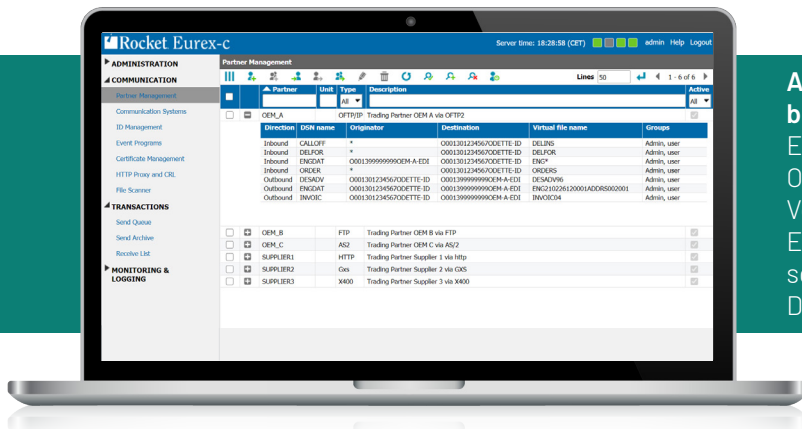 Rocket Eurex-c
Server time: 18:28:58 (CET) admin Help Logout
ADMINISTRATION
COMMUNICATION
Partner Management
Communication Systems
ID Management
Event Programs
Certificate Management
HTTP Proxy and CRL
File Scanner
TRANSACTIONS
Send Queue
Send Archive
Receive List
MONITORING &
LOGGING
Partner Management
Lines 50 1 - 6 of 6
Partner Unit Type Description Active
All All
OEM_A OFTP/IP Trading Partner OEM A via OFTP2
Direction DSN name Originator Destination Virtual file name Groups
Inbound CALLOFF * O001301234567ODETTE-ID DELINS Admin, user
Inbound DELFOR * O001301234567ODETTE-ID DELFOR Admin, user
Inbound ENGDAT O001399999999OEM-A-EDI O001301234567ODETTE-ID ENG* Admin, user
Inbound ORDER * O001301234567ODETTE-ID ORDERS Admin, user
Outbound DESADV O001301234567ODETTE-ID O001399999999OEM-A-EDI DESADV96 Admin, user
Outbound ENGDAT O001301234567ODETTE-ID O001399999999OEM-A-EDI ENG210226120001ADDRS002001 Admin, user
Outbound INVOIC O001301234567ODETTE-ID O001399999999OEM-A-EDI INVOIC04 Admin, user
OEM_B FTP Trading Partner OEM B via FTP
OEM_C AS2 Trading Partner OEM C via AS/2
SUPPLIER1 HTTP Trading Partner Supplier 1 via http
SUPPLIER2 Gxs Trading Partner Supplier 2 via GXS
SUPPLIER3 X400 Trading Partner Supplier 3 via X400